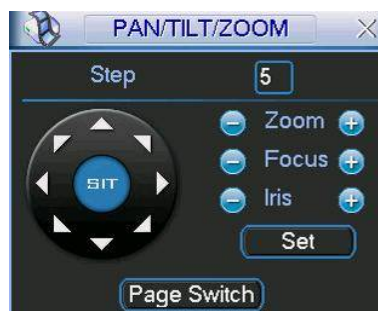 PAN/TILT/ZOOM
Step 5
Zoom
Focus
SIT
Iris
Set
Page Switch